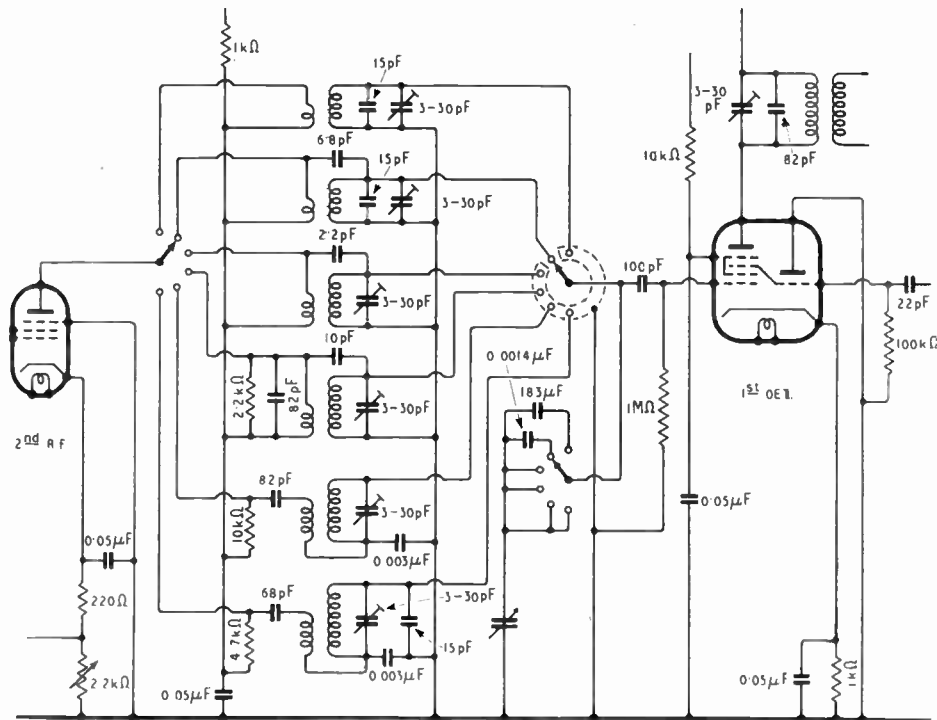 1kΩ
15pF
3–30pF
6·8pF
15pF
3–30pF
2·2pF
3–30pF
10pF
2·2kΩ
82pF
3–30pF
82pF
10kΩ
3–30pF
0·003µF
68pF
3–30pF
4·7kΩ
15pF
0·003µF
0·05µF
2nd R F
0·05µF
220Ω
2·2kΩ
100pF
0·0014µF
183µF
1MΩ
10kΩ
0·05µF
3–30
pF
82pF
1st DET.
22pF
100kΩ
0·05µF
1kΩ